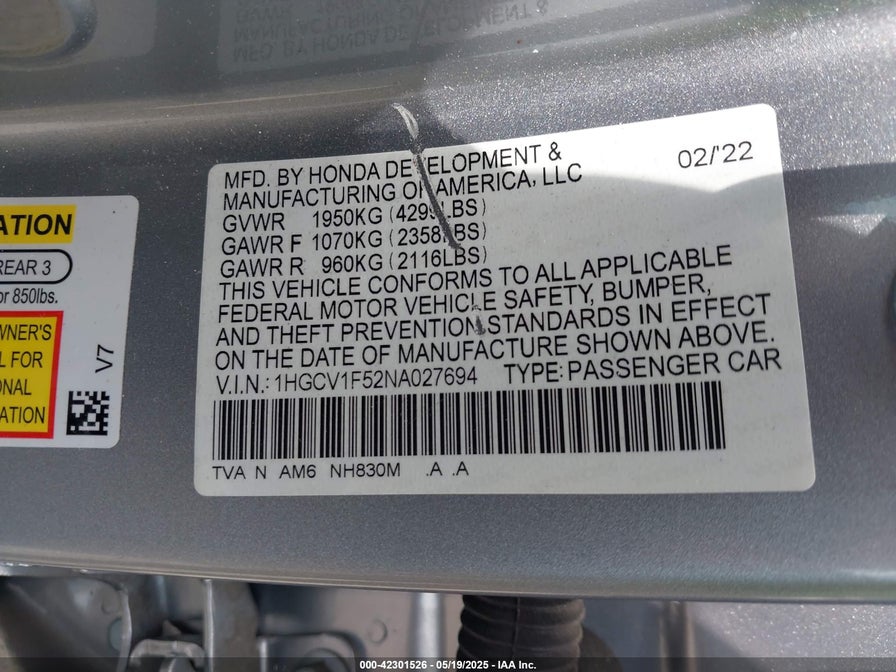 MFD. BY HONDA DEVELOPMENT &
MANUFACTURING OF AMERICA, LLC
02/'22
GVWR 1950KG (4299LBS)
GAWR F 1070KG (2358LBS)
GAWR R 960KG (2116LBS)
THIS VEHICLE CONFORMS TO ALL APPLICABLE
FEDERAL MOTOR VEHICLE SAFETY, BUMPER,
AND THEFT PREVENTION STANDARDS IN EFFECT
ON THE DATE OF MANUFACTURE SHOWN ABOVE.
V.I.N.: 1HGCV1F52NA027694 TYPE: PASSENGER CAR
TVA N AM6 NH830M .A .A
ATION
REAR 3
or 850lbs.
WNER'S
L FOR
ONAL
ATION
V7
000-42301526 - 05/19/2025 - IAA Inc.